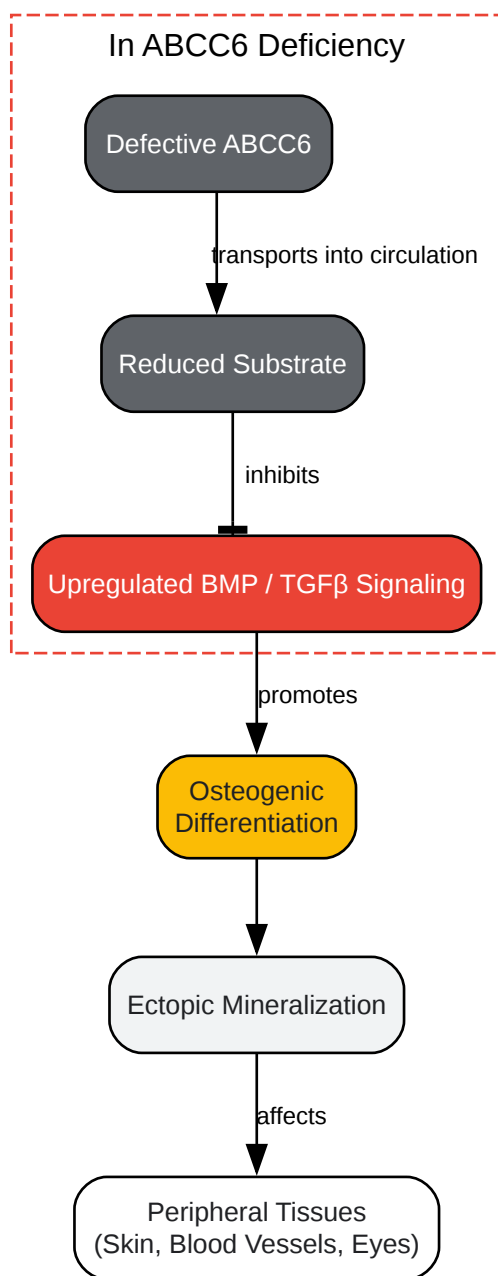 In ABCC6 Deficiency
Defective ABCC6
transports into circulation
Reduced Substrate
inhibits
Upregulated BMP / TGFβ Signaling
promotes
Osteogenic
Differentiation
Ectopic Mineralization
affects
Peripheral Tissues
(Skin, Blood Vessels, Eyes)